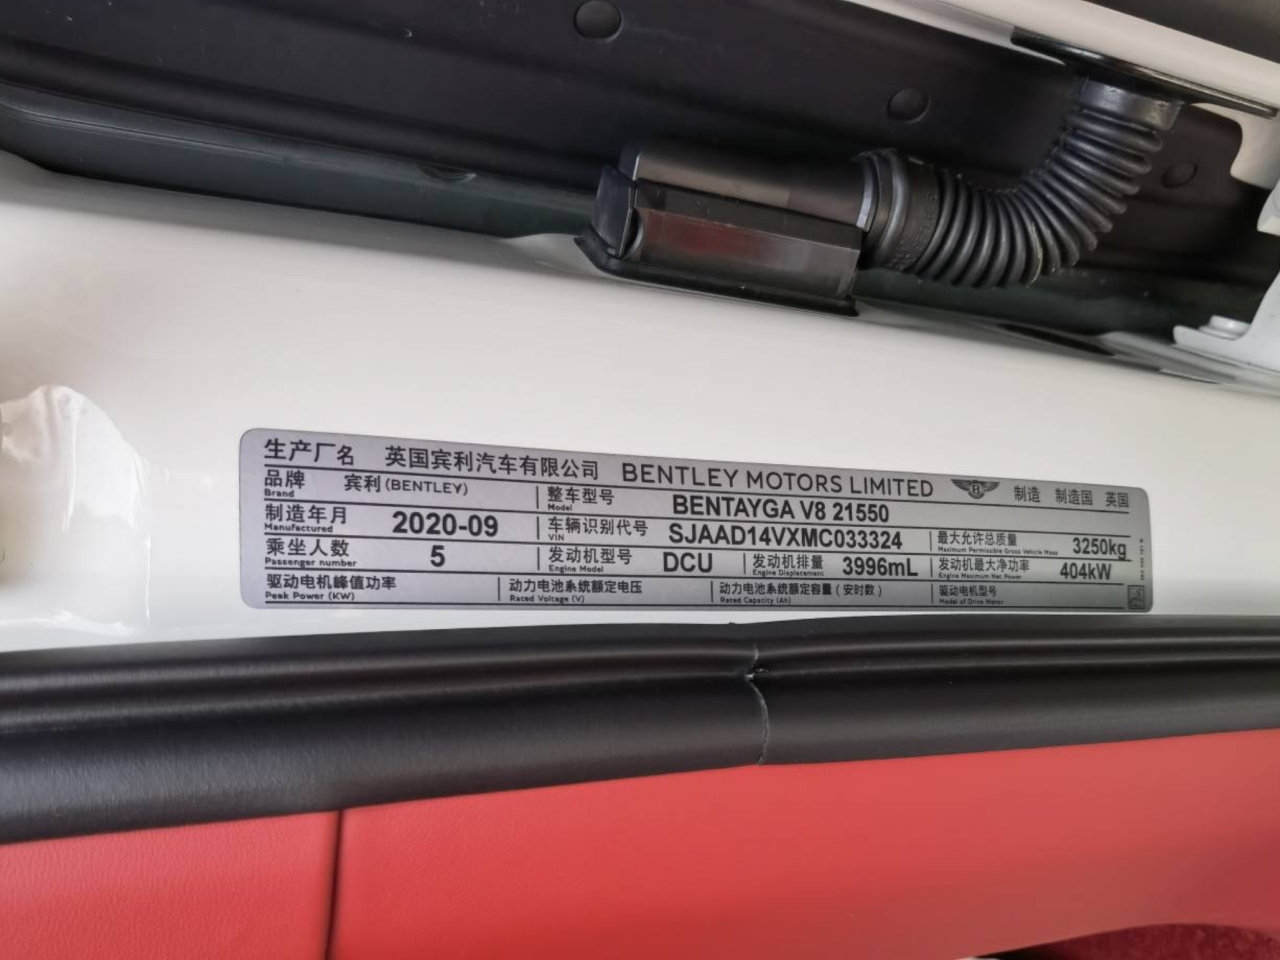 生产厂名 英国宾利汽车有限公司 BENTLEY MOTORS LIMITED B 制造 制造国 英国
品牌 Brand 宾利(BENTLEY) 整车型号 Model BENTAYGA V8 21550
制造年月 Manufactured 2020-09 车辆识别代号 VIN SJAAD14VXMC033324 最大允许总质量 Maximum Permissible Gross Vehicle Mass 3250kg
乘坐人数 Passenger number 5 发动机型号 Engine Model DCU 发动机排量 Engine Displacement 3996mL 发动机最大净功率 Engine Maximum Net Power 404kW
驱动电机峰值功率 Peak Power (KW) 动力电池系统额定电压 Rated Voltage (V) 动力电池系统额定容量(安时数) Rated Capacity (Ah) 驱动电机型号 Model of Drive Motor